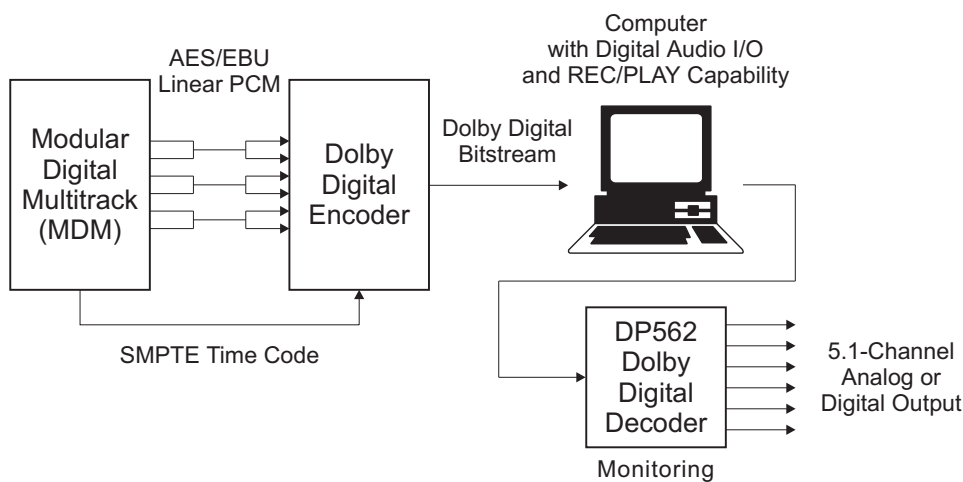 Computer
with Digital Audio I/O
and REC/PLAY Capability
AES/EBU
Linear PCM
Modular
Digital
Multitrack
(MDM)
Dolby
Digital
Encoder
Dolby Digital
Bitstream
SMPTE Time Code
DP562
Dolby
Digital
Decoder
5.1-Channel
Analog or
Digital Output
Monitoring